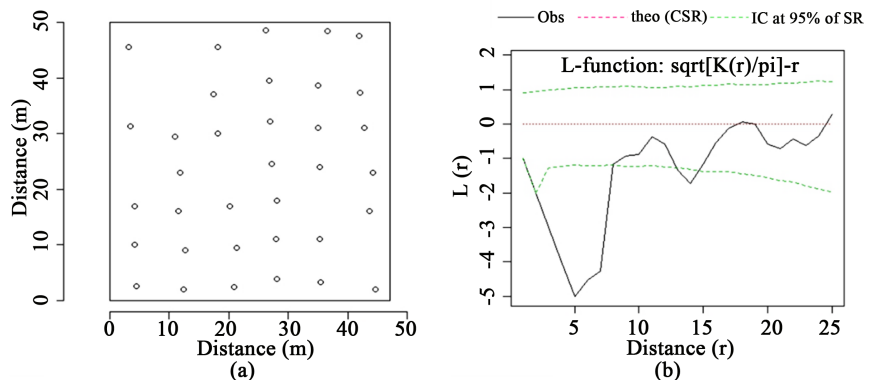 50
40
30
20
10
0
Distance (m)
0 10 20 30 40 50
Distance (m)
(a)
Obs theo (CSR) IC at 95% of SR
L-function: sqrt[K(r)/pi]-r
2
1
0
-1
-2
-3
-4
-5
L (r)
5 10 15 20 25
Distance (r)
(b)